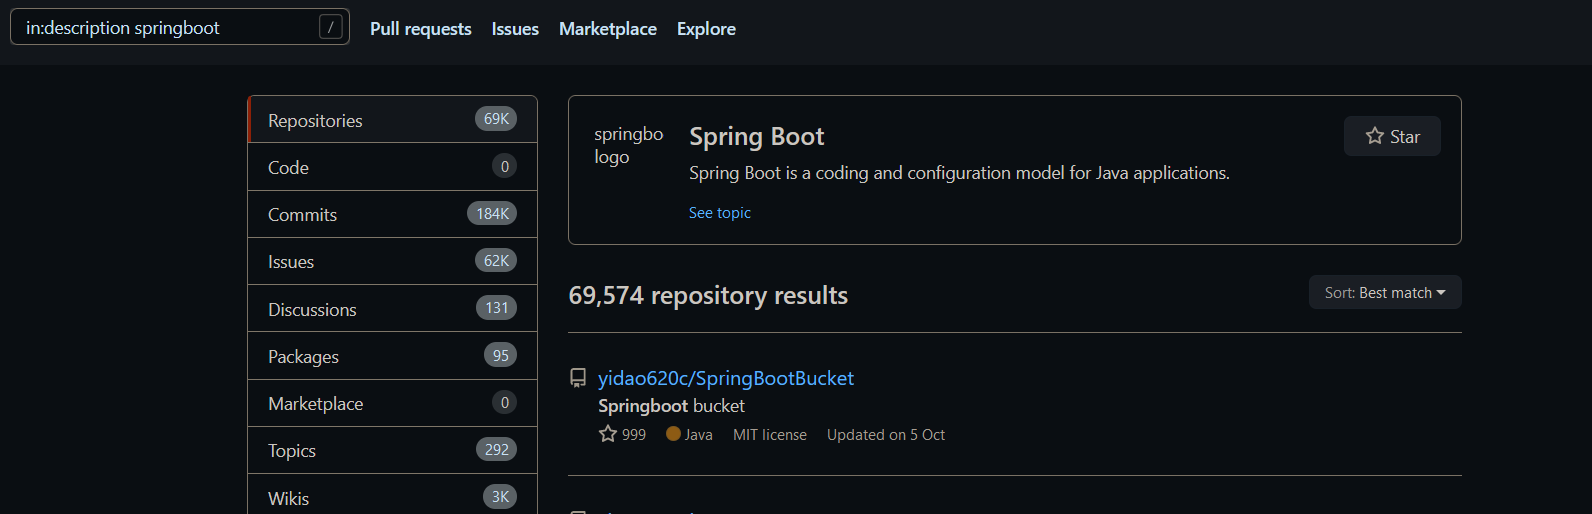 in:description springboot /
Pull requests Issues Marketplace Explore
Repositories 69K
Code 0
Commits 184K
Issues 62K
Discussions 131
Packages 95
Marketplace 0
Topics 292
Wikis 3K
springbo
logo
Spring Boot
Star
Spring Boot is a coding and configuration model for Java applications.
See topic
69,574 repository results
Sort: Best match
yidao620c/SpringBootBucket
Springboot bucket
999 Java MIT license Updated on 5 Oct